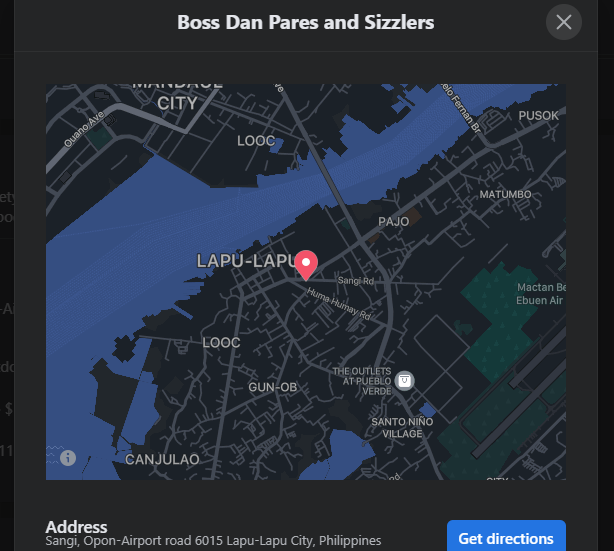 Boss Dan Pares and Sizzlers
MANDAUE
CITY
Ouano Ave
LOOC
PUSOK
MATUMBO
PAJO
LAPU-LAPU
Sangi Rd
Huma Humay Rd
Mactan Be
Ebuen Air
LOOC
THE OUTLETS
AT PUEBLO
VERDE
GUN-OB
SANTO NIÑO
VILLAGE
CANJULAO
CITY
Address
Sangi, Opon-Airport road 6015 Lapu-Lapu City, Philippines
Get directions